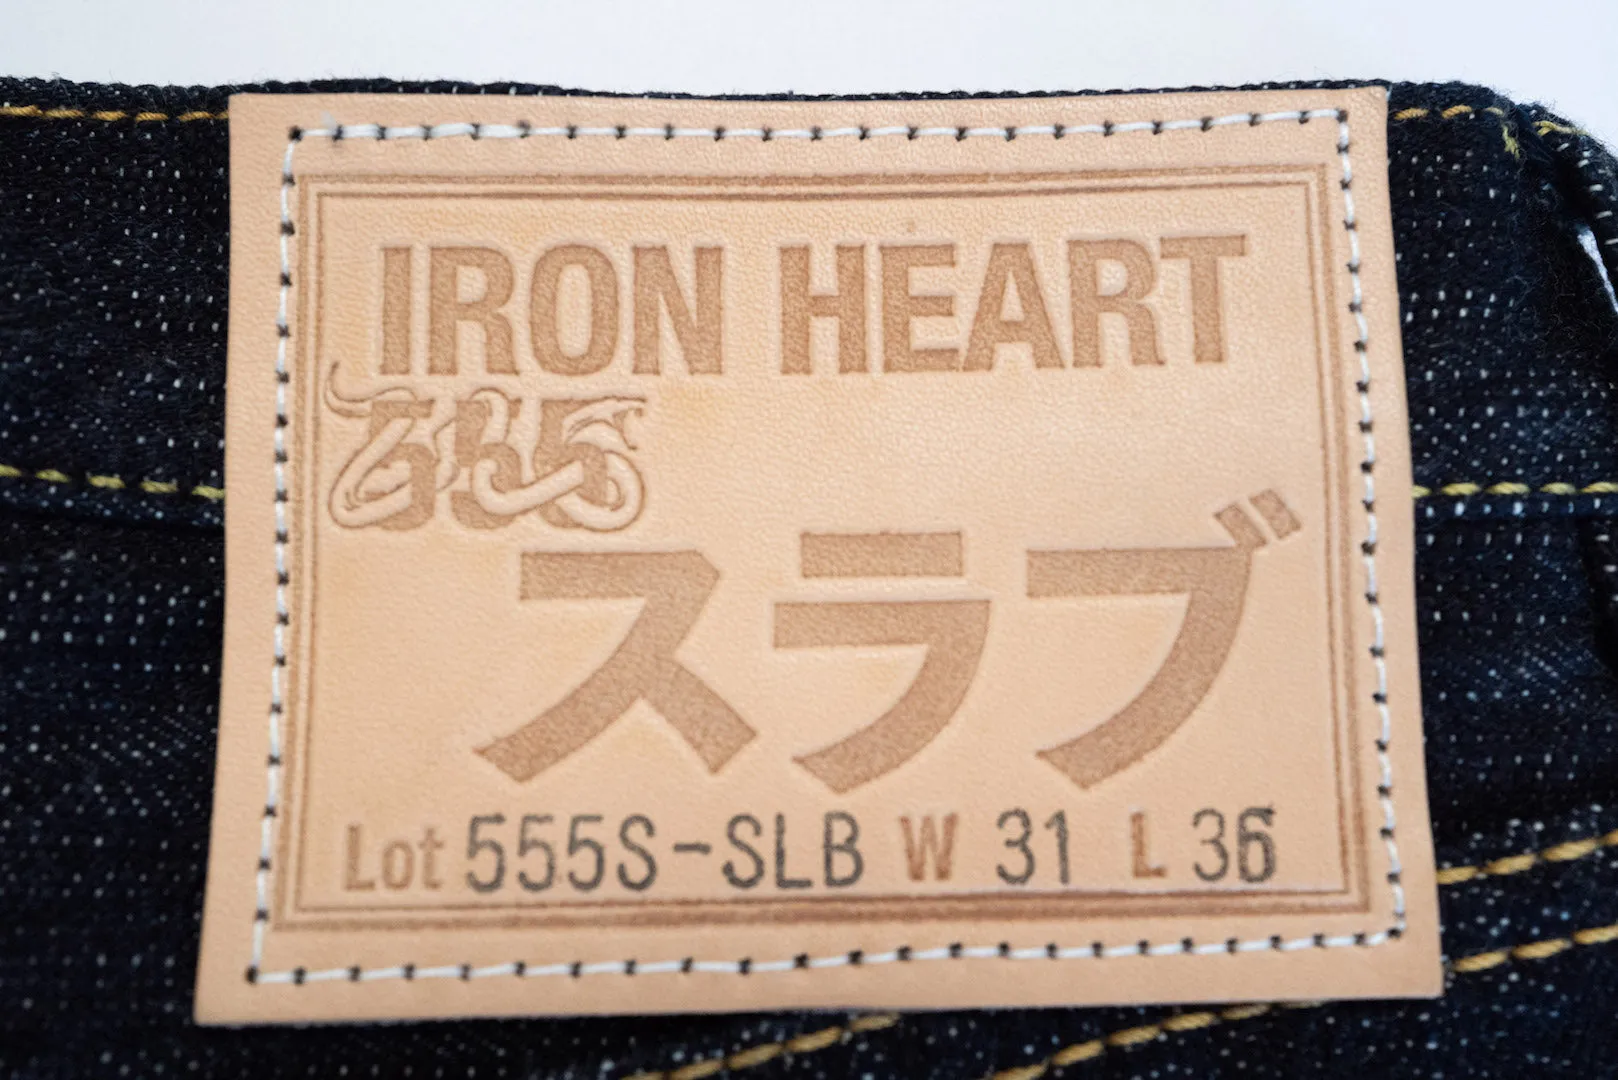 IRON HEART
555
スラブ
Lot 555S-SLB W 31 L 36